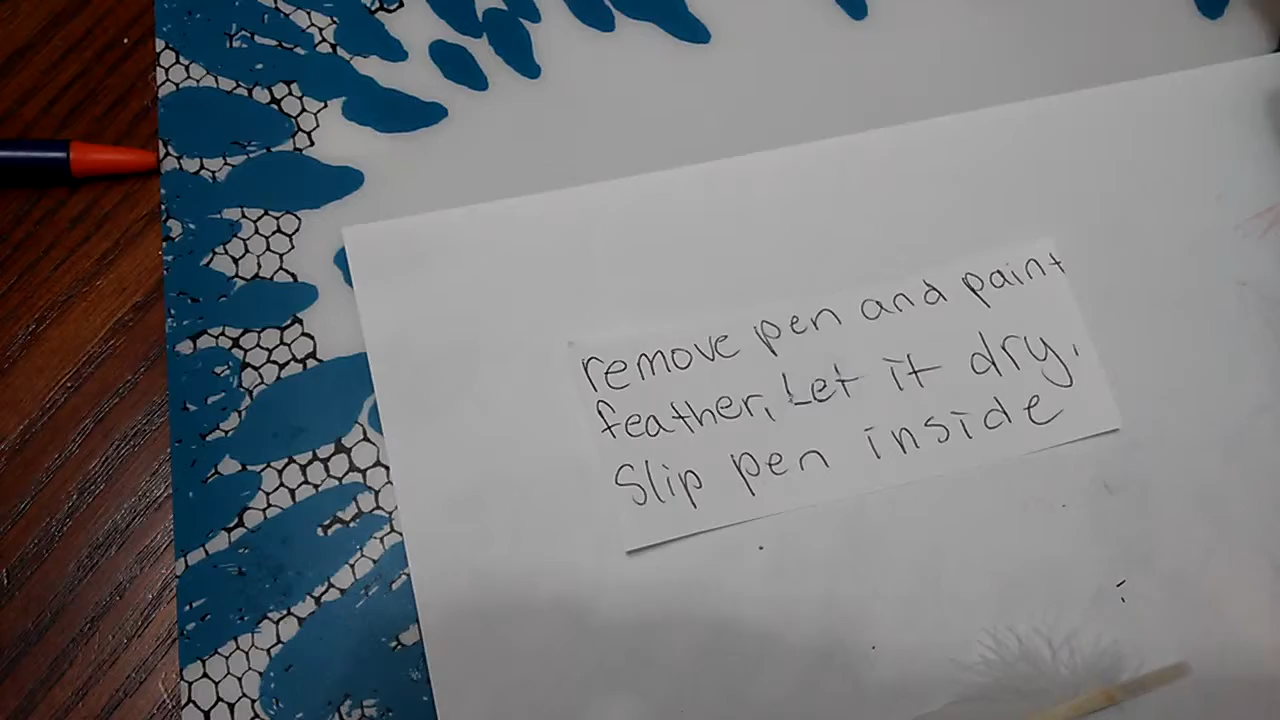 remove pen and paint
feather. Let it dry.
Slip pen inside